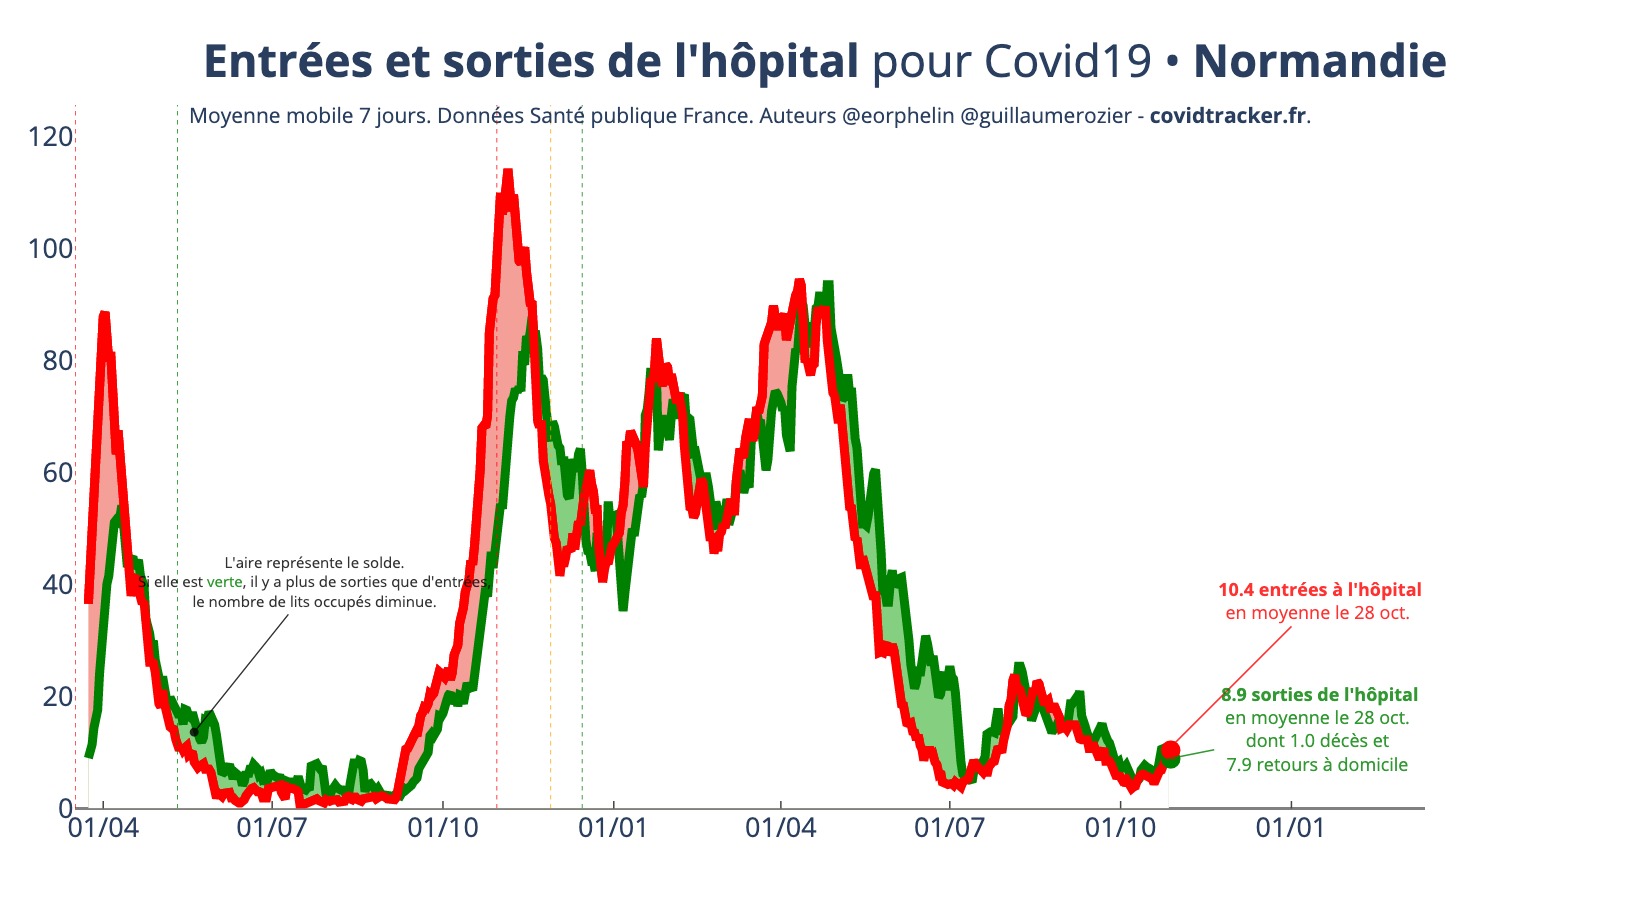 Entrées et sorties de l'hôpital pour Covid19 • Normandie
Moyenne mobile 7 jours. Données Santé publique France. Auteurs @eorphelin @guillaumerozier - covidtracker.fr.
120
100
80
60
40
20
0
L'aire représente le solde.
Si elle est verte, il y a plus de sorties que d'entrées,
le nombre de lits occupés diminue.
10.4 entrées à l'hôpital
en moyenne le 28 oct.
8.9 sorties de l'hôpital
en moyenne le 28 oct.
dont 1.0 décès et
7.9 retours à domicile
01/04 01/07 01/10 01/01 01/04 01/07 01/10 01/01